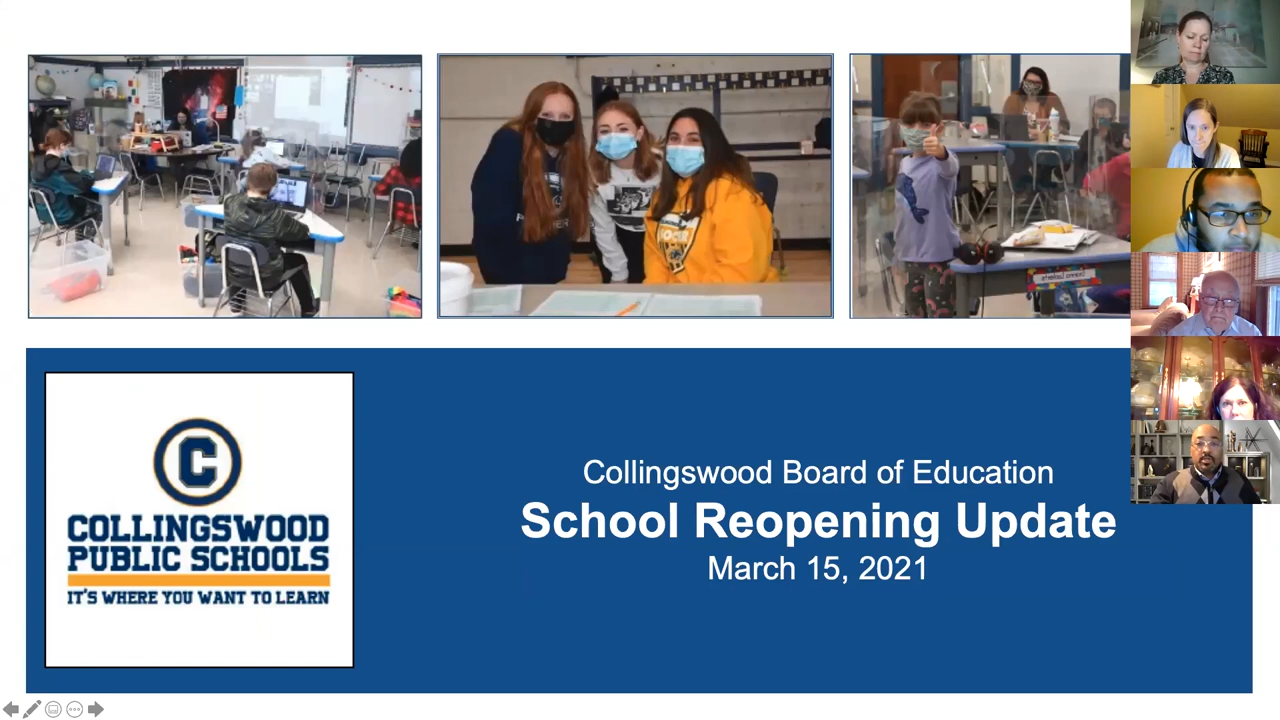 C
COLLINGSWOOD
PUBLIC SCHOOLS
IT'S WHERE YOU WANT TO LEARN
Collingswood Board of Education
School Reopening Update
March 15, 2021